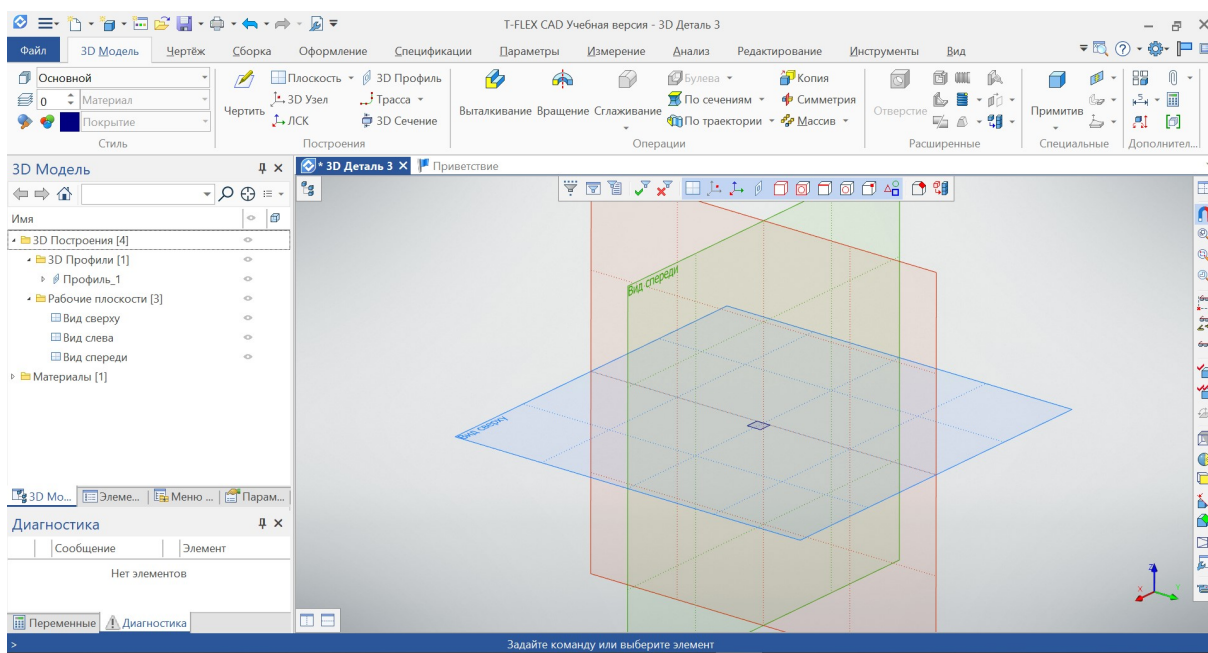 T-FLEX CAD Учебная версия - 3D Деталь 3
Файл 3D Модель Чертёж Сборка Оформление Спецификации Параметры Измерение Анализ Редактирование Инструменты Вид
Основной
0 Материал
Покрытие
Стиль
Чертить
Плоскость 3D Профиль
3D Узел Трасса
ЛСК 3D Сечение
Построения
Выталкивание Вращение Сглаживание
Булева Копия
По сечениям Симметрия
По траектории Массив
Операции
Отверстие
Расширенные
Примитив
Специальные
Дополнител...
3D Модель
* 3D Деталь 3 Приветствие
Имя
3D Построения [4]
3D Профили [1]
Профиль_1
Рабочие плоскости [3]
Вид сверху
Вид слева
Вид спереди
Материалы [1]
Вид спереди
Вид сверху
3D Мо... Элеме... Меню ... Парам...
Диагностика
Сообщение Элемент
Нет элементов
Z
X Y
Переменные Диагностика
> Задайте команду или выберите элемент